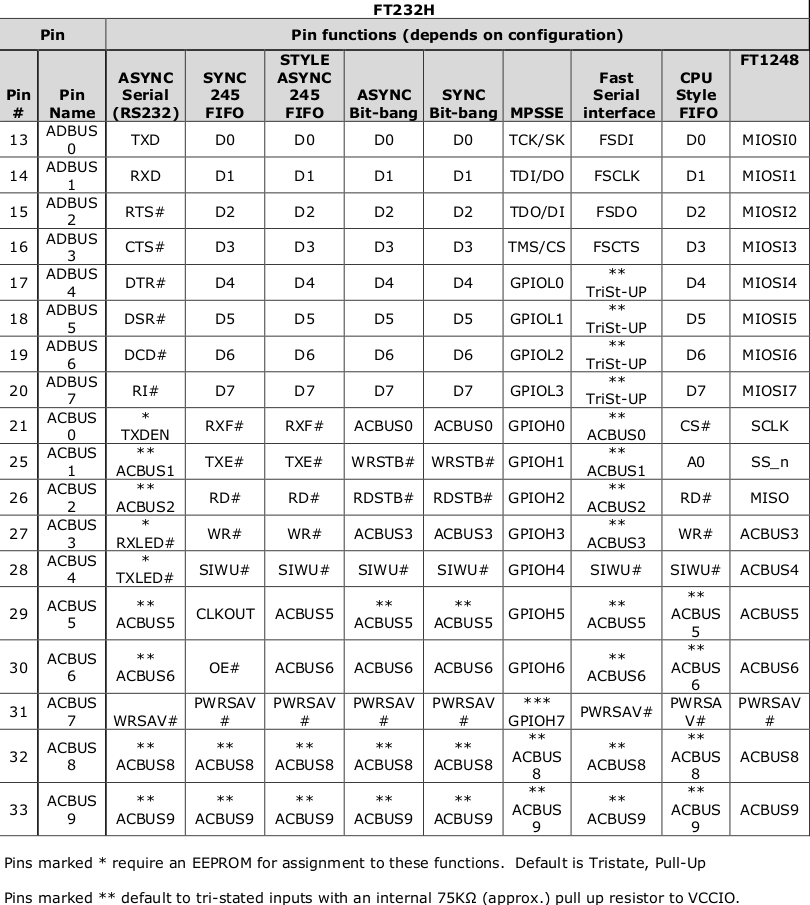 FT232H
Pin Pin functions (depends on configuration)
Pin # Pin Name ASYNC Serial (RS232) SYNC 245 FIFO STYLE ASYNC 245 FIFO ASYNC Bit-bang SYNC Bit-bang MPSSE Fast Serial interface CPU Style FIFO FT1248
13 ADBUS 0 TXD D0 D0 D0 D0 TCK/SK FSDI D0 MIOSI0
14 ADBUS 1 RXD D1 D1 D1 D1 TDI/DO FSCLK D1 MIOSI1
15 ADBUS 2 RTS# D2 D2 D2 D2 TDO/DI FSDO D2 MIOSI2
16 ADBUS 3 CTS# D3 D3 D3 D3 TMS/CS FSCTS D3 MIOSI3
17 ADBUS 4 DTR# D4 D4 D4 D4 GPIOL0 ** TriSt-UP D4 MIOSI4
18 ADBUS 5 DSR# D5 D5 D5 D5 GPIOL1 ** TriSt-UP D5 MIOSI5
19 ADBUS 6 DCD# D6 D6 D6 D6 GPIOL2 ** TriSt-UP D6 MIOSI6
20 ADBUS 7 RI# D7 D7 D7 D7 GPIOL3 ** TriSt-UP D7 MIOSI7
21 ACBUS 0 * TXDEN RXF# RXF# ACBUS0 ACBUS0 GPIOH0 ** ACBUS0 CS# SCLK
25 ACBUS 1 ** ACBUS1 TXE# TXE# WRSTB# WRSTB# GPIOH1 ** ACBUS1 A0 SS_n
26 ACBUS 2 ** ACBUS2 RD# RD# RDSTB# RDSTB# GPIOH2 ** ACBUS2 RD# MISO
27 ACBUS 3 * RXLED# WR# WR# ACBUS3 ACBUS3 GPIOH3 ** ACBUS3 WR# ACBUS3
28 ACBUS 4 * TXLED# SIWU# SIWU# SIWU# SIWU# GPIOH4 SIWU# SIWU# ACBUS4
29 ACBUS 5 ** ACBUS5 CLKOUT ACBUS5 ** ACBUS5 ** ACBUS5 GPIOH5 ** ACBUS5 ** ACBUS 5 ACBUS5
30 ACBUS 6 ** ACBUS6 OE# ACBUS6 ACBUS6 ACBUS6 GPIOH6 ** ACBUS6 ** ACBUS 6 ACBUS6
31 ACBUS 7 WRSAV# PWRSAV # PWRSAV # PWRSAV # PWRSAV # *** GPIOH7 PWRSAV# PWRSA V# PWRSAV #
32 ACBUS 8 ** ACBUS8 ** ACBUS8 ** ACBUS8 ** ACBUS8 ** ACBUS8 ** ACBUS 8 ** ACBUS8 ** ACBUS 8 ACBUS8
33 ACBUS 9 ** ACBUS9 ** ACBUS9 ** ACBUS9 ** ACBUS9 ** ACBUS9 ** ACBUS 9 ** ACBUS9 ** ACBUS 9 ACBUS9
Pins marked * require an EEPROM for assignment to these functions. Default is Tristate, Pull-Up
Pins marked ** default to tri-stated inputs with an internal 75KΩ (approx.) pull up resistor to VCCIO.